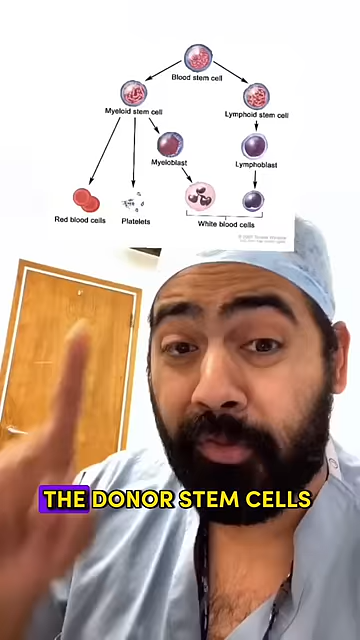 Blood stem cell
Myeloid stem cell
Lymphoid stem cell
Myeloblast
Lymphoblast
Red blood cells
Platelets
White blood cells
THE DONOR STEM CELLS